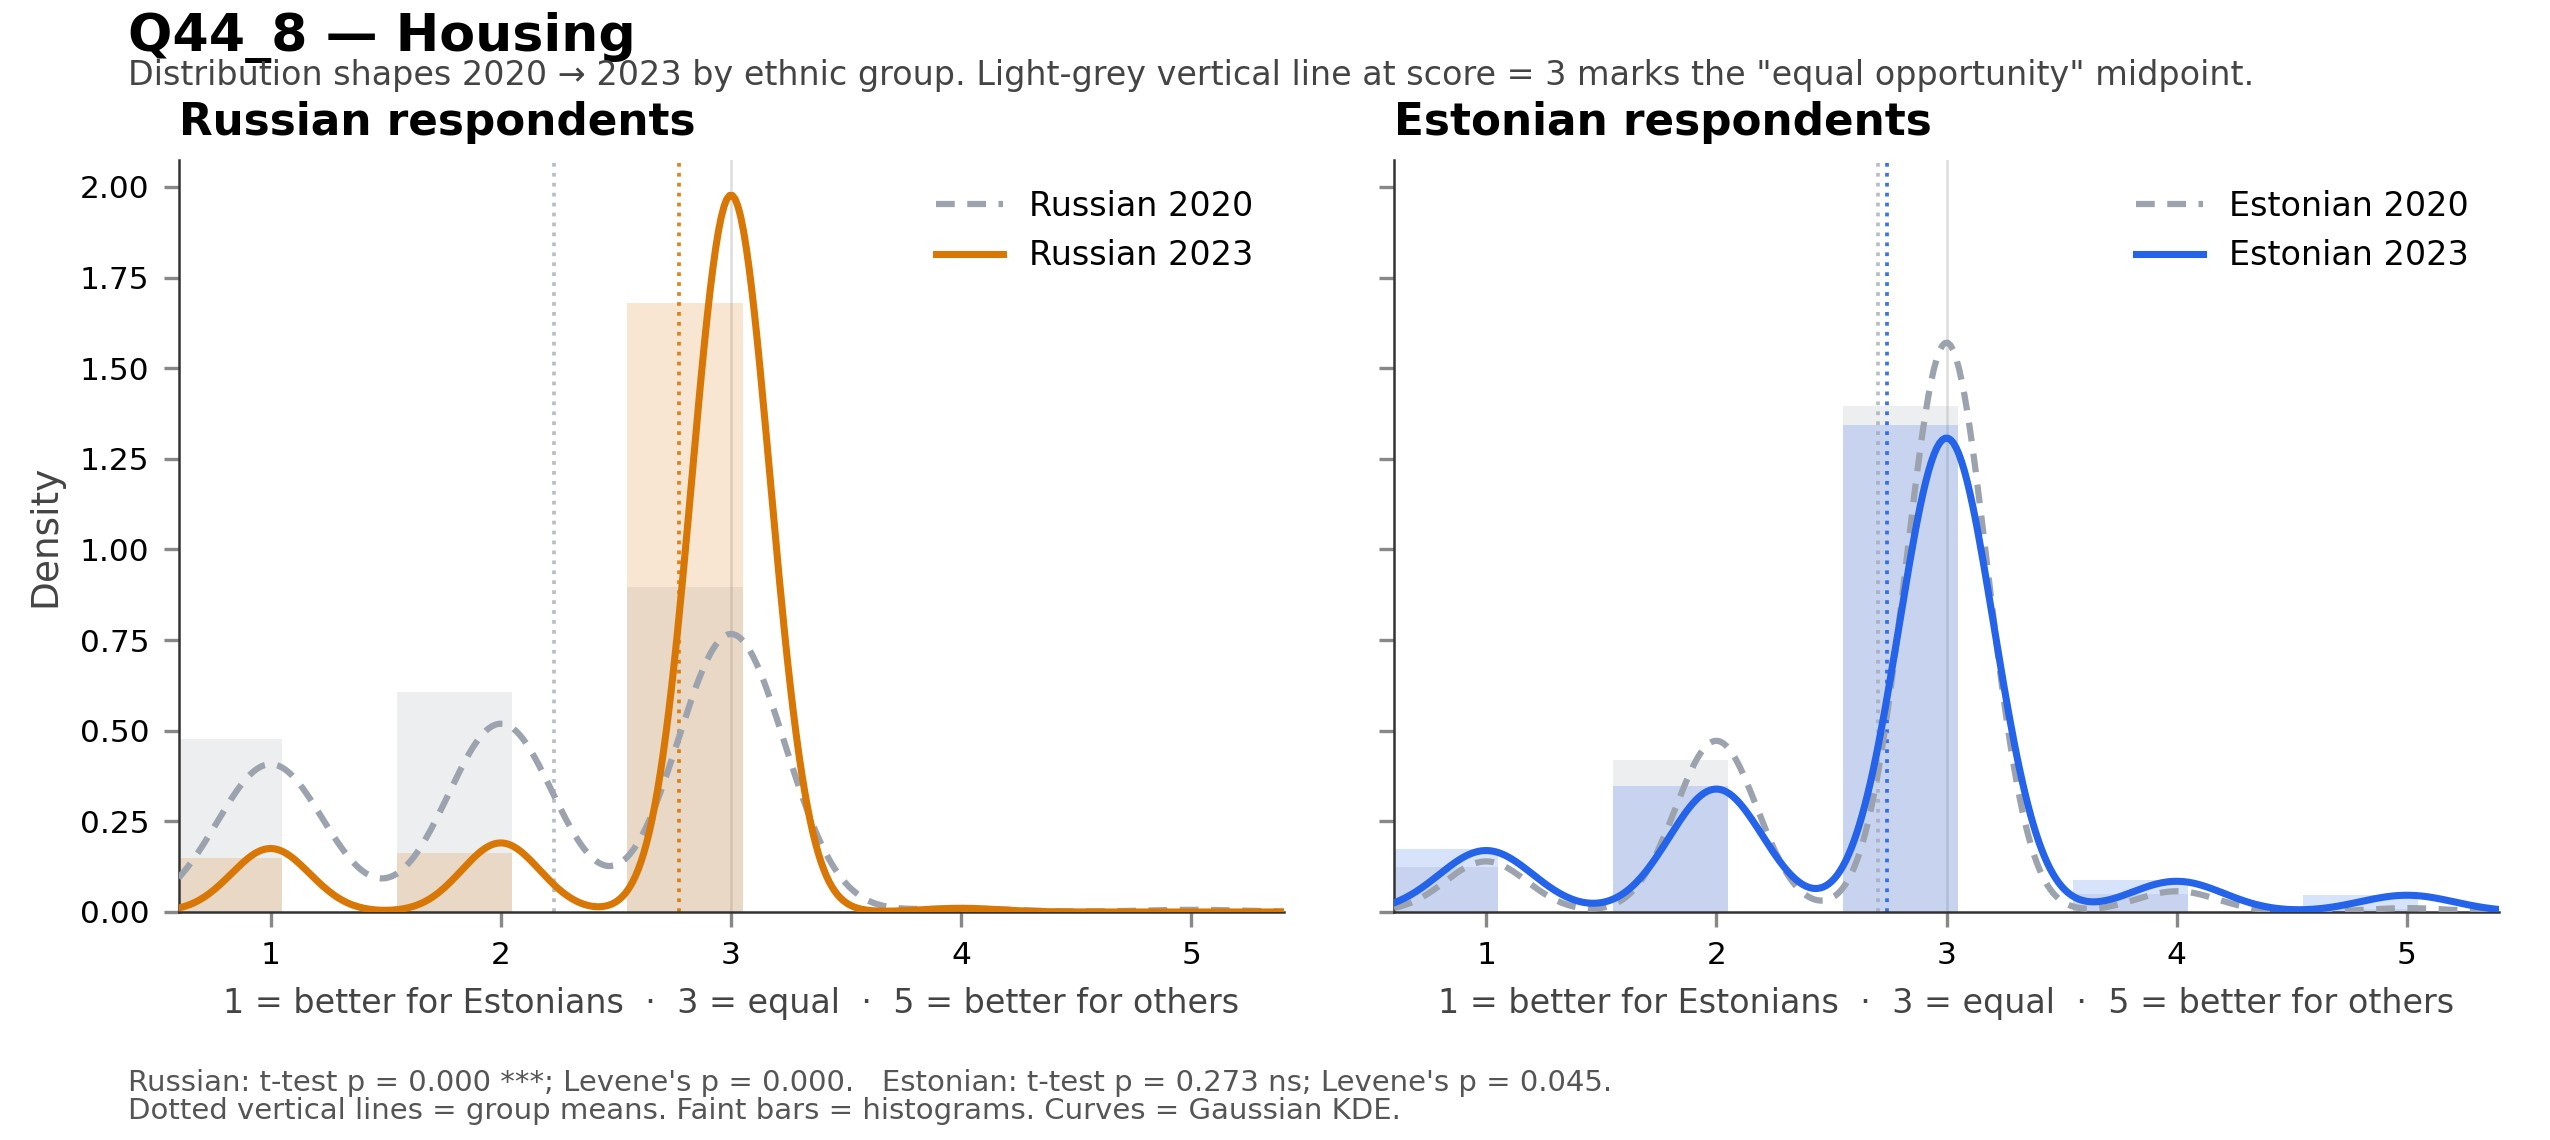 Q44_8 — Housing
Distribution shapes 2020 → 2023 by ethnic group. Light-grey vertical line at score = 3 marks the "equal opportunity" midpoint.
Russian respondents
Russian 2020
Russian 2023
Density
2.00
1.75
1.50
1.25
1.00
0.75
0.50
0.25
0.00
1 2 3 4 5
1 = better for Estonians · 3 = equal · 5 = better for others
Estonian respondents
Estonian 2020
Estonian 2023
1 2 3 4 5
1 = better for Estonians · 3 = equal · 5 = better for others
Russian: t-test p = 0.000 ***; Levene's p = 0.000. Estonian: t-test p = 0.273 ns; Levene's p = 0.045.
Dotted vertical lines = group means. Faint bars = histograms. Curves = Gaussian KDE.